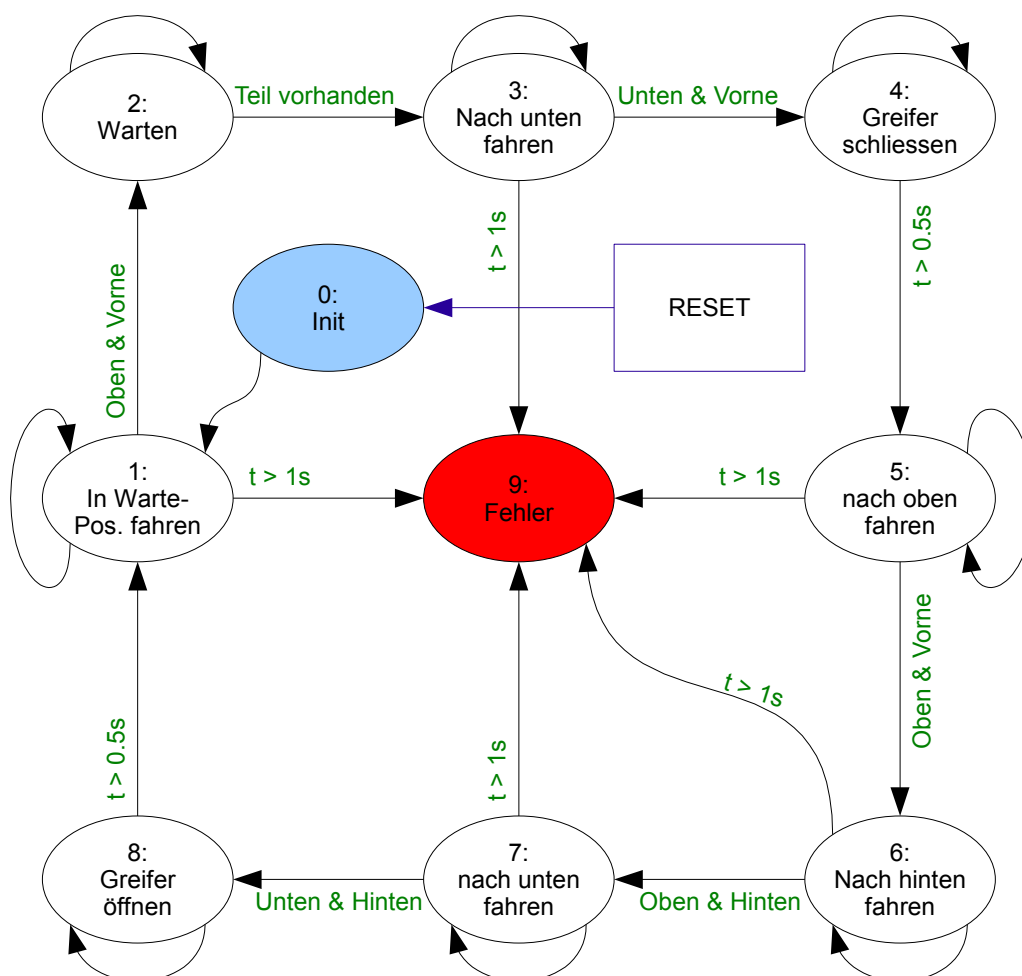 2:
Warten
Teil vorhanden
3:
Nach unten
fahren
Unten & Vorne
4:
Greifer
schliessen
Oben & Vorne
0:
Init
t > 1s
RESET
t > 0.5s
1:
In Warte-
Pos. fahren
t > 1s
9:
Fehler
t > 1s
5:
nach oben
fahren
t > 0.5s
t > 1s
t > 1s
Oben & Vorne
8:
Greifer
öffnen
Unten & Hinten
7:
nach unten
fahren
Oben & Hinten
6:
Nach hinten
fahren